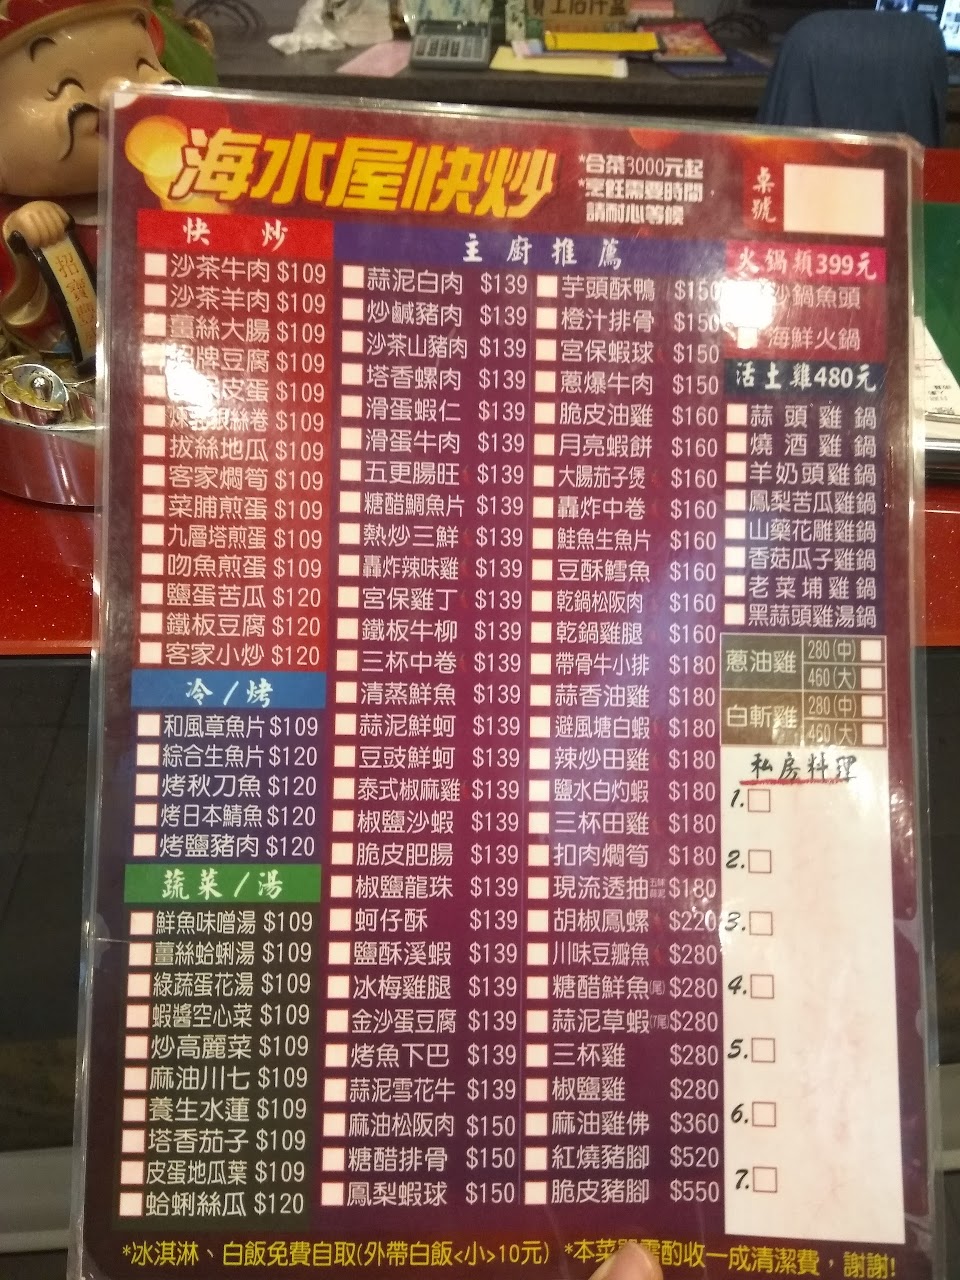 海水屋快炒
*合菜3000元起
*烹飪需要時間，
請耐心等候
桌號
招寶
快 炒
沙茶牛肉 $109
沙茶羊肉 $109
薑絲大腸 $109
招牌豆腐 $109
皮蛋 $109
銀絲卷 $109
拔絲地瓜 $109
客家燜筍 $109
菜脯煎蛋 $109
九層塔煎蛋 $109
吻魚煎蛋 $109
鹽蛋苦瓜 $120
鐵板豆腐 $120
客家小炒 $120
冷/烤
和風章魚片 $109
綜合生魚片 $120
烤秋刀魚 $120
烤日本鯖魚 $120
烤鹽豬肉 $120
蔬菜/湯
鮮魚味噌湯 $109
薑絲蛤蜊湯 $109
綠蔬蛋花湯 $109
蝦醬空心菜 $109
炒高麗菜 $109
麻油川七 $109
養生水蓮 $109
塔香茄子 $109
皮蛋地瓜葉 $109
蛤蜊絲瓜 $120
主廚推薦
蒜泥白肉 $139
炒鹹豬肉 $139
沙茶山豬肉 $139
塔香螺肉 $139
滑蛋蝦仁 $139
滑蛋牛肉 $139
五更腸旺 $139
糖醋鯛魚片 $139
熱炒三鮮 $139
轟炸辣味雞 $139
宮保雞丁 $139
鐵板牛柳 $139
三杯中卷 $139
清蒸鮮魚 $139
蒜泥鮮蚵 $139
豆豉鮮蚵 $139
泰式椒麻雞 $139
椒鹽沙蝦 $139
脆皮肥腸 $139
椒鹽龍珠 $139
蚵仔酥 $139
鹽酥溪蝦 $139
冰梅雞腿 $139
金沙蛋豆腐 $139
烤魚下巴 $139
蒜泥雪花牛 $139
麻油松阪肉 $150
糖醋排骨 $150
鳳梨蝦球 $150
芋頭酥鴨 $150
橙汁排骨 $150
宮保蝦球 $150
蔥爆牛肉 $150
脆皮油雞 $160
月亮蝦餅 $160
大腸茄子煲 $160
轟炸中卷 $160
鮭魚生魚片 $160
豆酥鱈魚 $160
乾鍋松阪肉 $160
乾鍋雞腿 $160
帶骨牛小排 $180
蒜香油雞 $180
避風塘白蝦 $180
辣炒田雞 $180
鹽水白灼蝦 $180
三杯田雞 $180
扣肉燜筍 $180
現流透抽 $180
胡椒鳳螺 $220
川味豆瓣魚 $280
糖醋鮮魚(尾) $280
蒜泥草蝦(7尾) $280
三杯雞 $280
椒鹽雞 $280
麻油雞佛 $360
紅燒豬腳 $520
脆皮豬腳 $550
火鍋類399元
沙鍋魚頭
海鮮火鍋
活土雞480元
蒜頭雞鍋
燒酒雞鍋
羊奶頭雞鍋
鳳梨苦瓜雞鍋
山藥花雕雞鍋
香菇瓜子雞鍋
老菜埔雞鍋
黑蒜頭雞湯鍋
蔥油雞 280(中)
460(大)
白斬雞 280(中)
460(大)
私房料理
1.
2.
3.
4.
5.
6.
7.
*冰淇淋、白飯免費自取(外帶白飯<小>10元) *本菜單需酌收一成清潔費，謝謝!